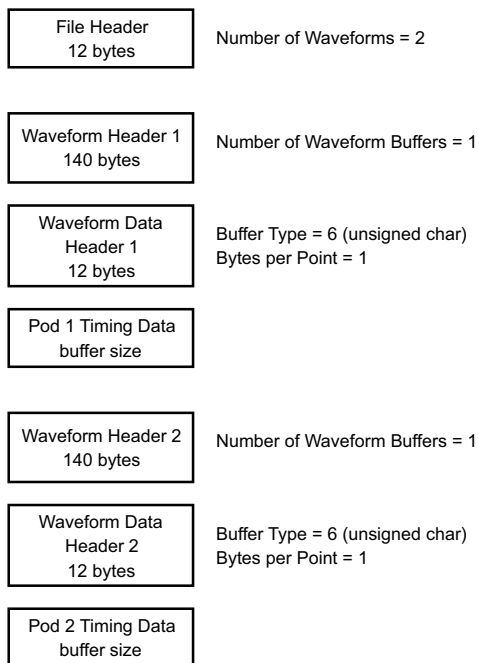 File Header
12 bytes
Number of Waveforms = 2
Waveform Header 1
140 bytes
Number of Waveform Buffers = 1
Waveform Data
Header 1
12 bytes
Buffer Type = 6 (unsigned char)
Bytes per Point = 1
Pod 1 Timing Data
buffer size
Waveform Header 2
140 bytes
Number of Waveform Buffers = 1
Waveform Data
Header 2
12 bytes
Buffer Type = 6 (unsigned char)
Bytes per Point = 1
Pod 2 Timing Data
buffer size